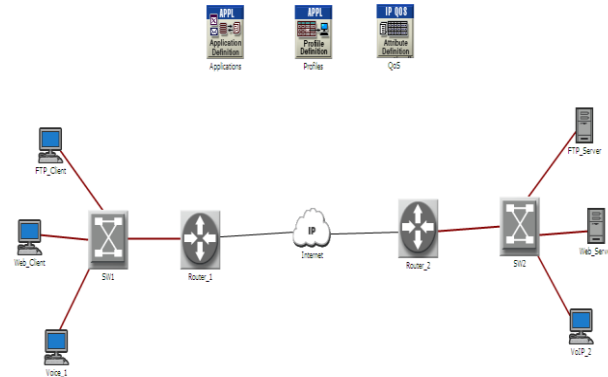 APPL
Application
Definition
Applications
APPL
Profile
Definition
Profiles
IP QOS
Attribute
Definition
QoS
FTP_Client
FTP_Server
Web_Client
SW1
Router_1
IP
Internet
Router_2
SW2
Web_Serv
Voice_1
VoIP_2